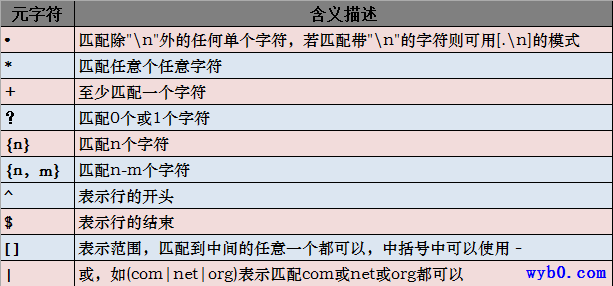 元字符 含义描述
. 匹配除"\n"外的任何单个字符，若匹配带"\n"的字符则可用[.\n]的模式
* 匹配任意个任意字符
+ 至少匹配一个字符
? 匹配0个或1个字符
{n} 匹配n个字符
{n, m} 匹配n-m个字符
^ 表示行的开头
$ 表示行的结束
[] 表示范围，匹配到中间的任意一个都可以，中括号中可以使用 -
| 或，如(com|net|org)表示匹配com或net或org都可以
wyb0.com